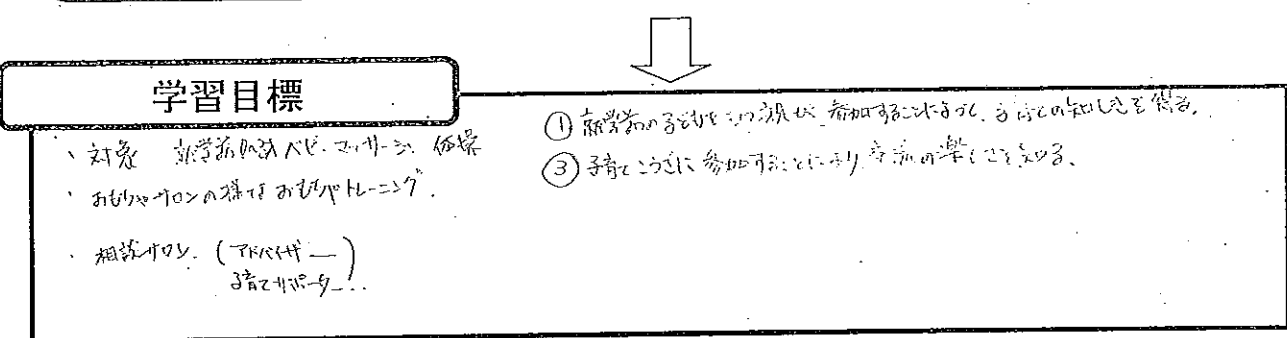 学習目標
・対象 就学前の親 ベビーマッサージ 体操
・おもちゃサロンの様な おもちゃトレーニング.
・相談サロン. (アドバイザー
子育てサポーター…)
① 就学前の子どもをもつ親が、参加することによって、子育ての知しきを得る。
③ 子育てこうざに参加することにより 交流の楽しさを知る。